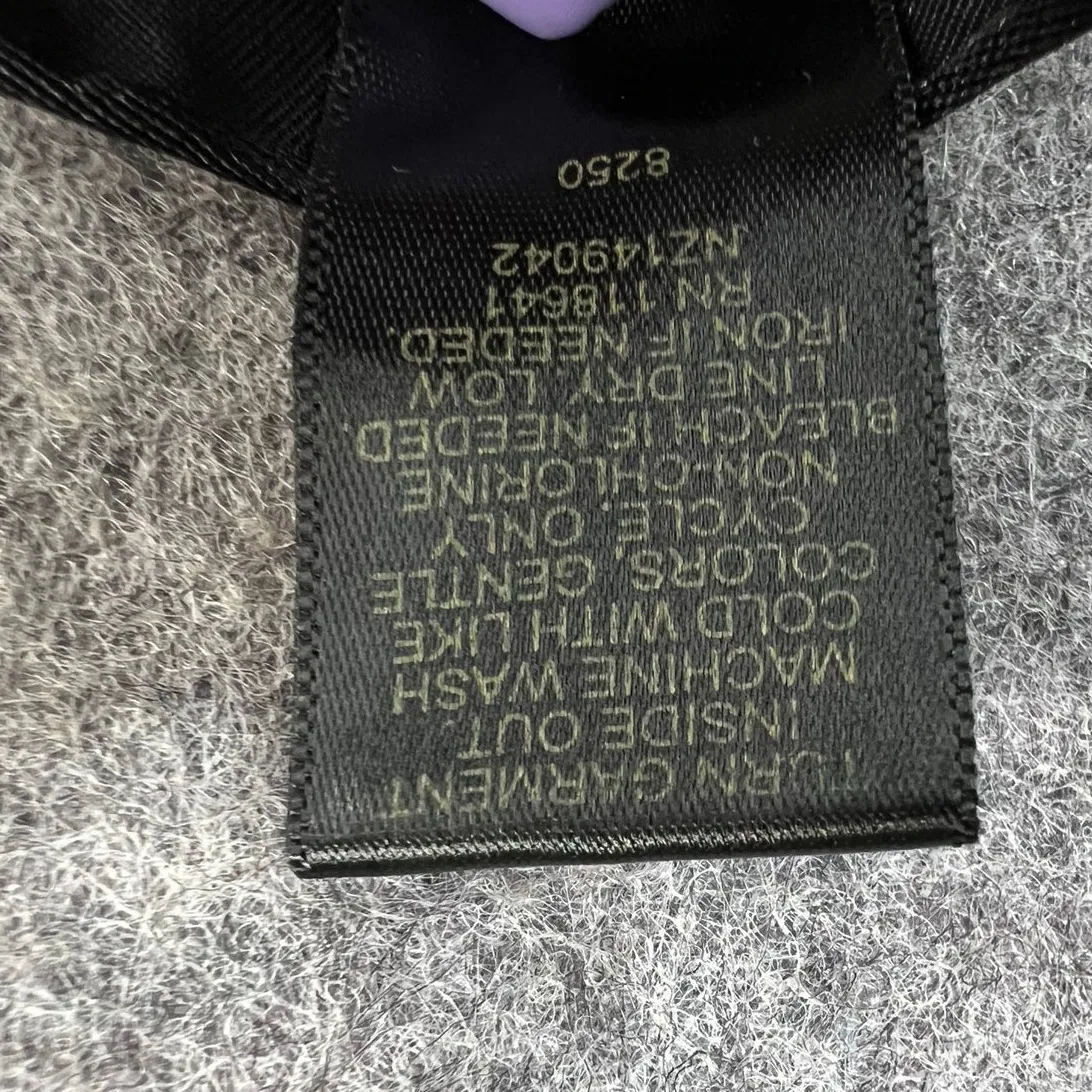 TURN GARMENT
INSIDE OUT
MACHINE WASH
COLD WITH LIKE
COLORS, GENTLE
CYCLE, ONLY
NON-CHLORINE
BLEACH IF NEEDED
LINE DRY LOW
IRON IF NEEDED.
RN 118641
NZ149042
8250